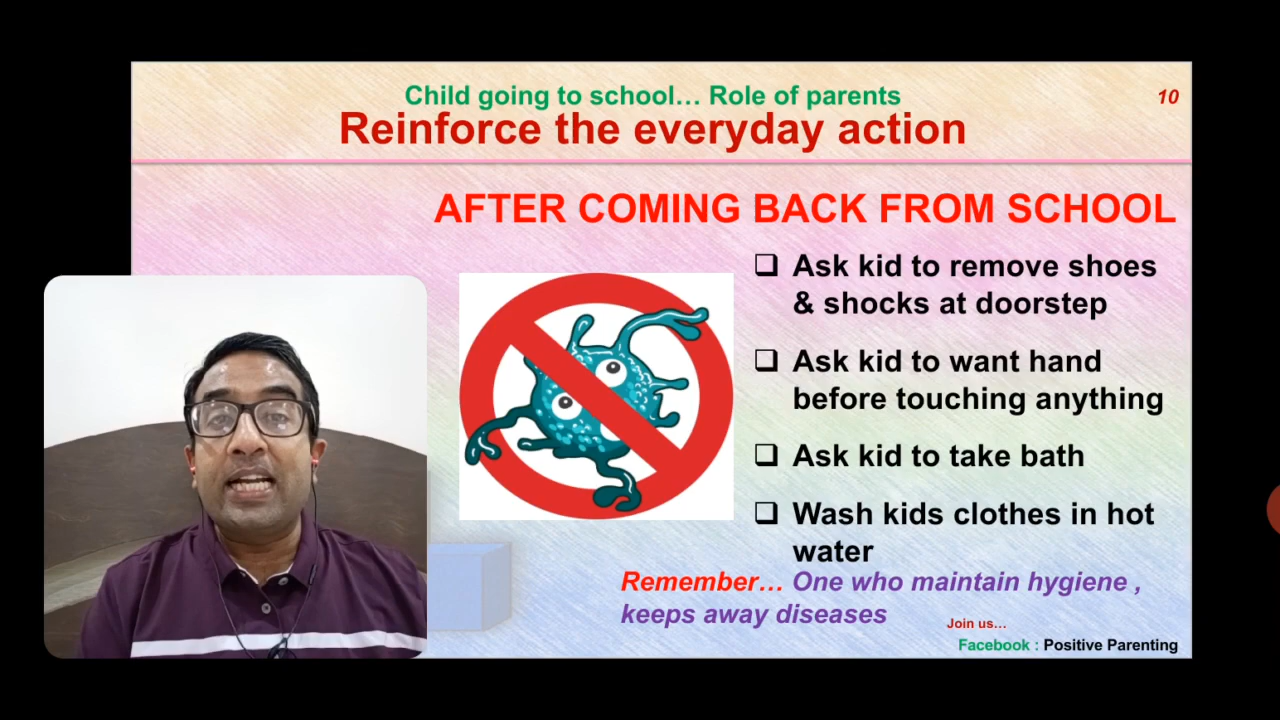 Child going to school… Role of parents
10
Reinforce the everyday action
AFTER COMING BACK FROM SCHOOL
❑ Ask kid to remove shoes
& shocks at doorstep
❑ Ask kid to want hand
before touching anything
❑ Ask kid to take bath
❑ Wash kids clothes in hot
water
Remember… One who maintain hygiene ,
keeps away diseases
Join us…
Facebook : Positive Parenting